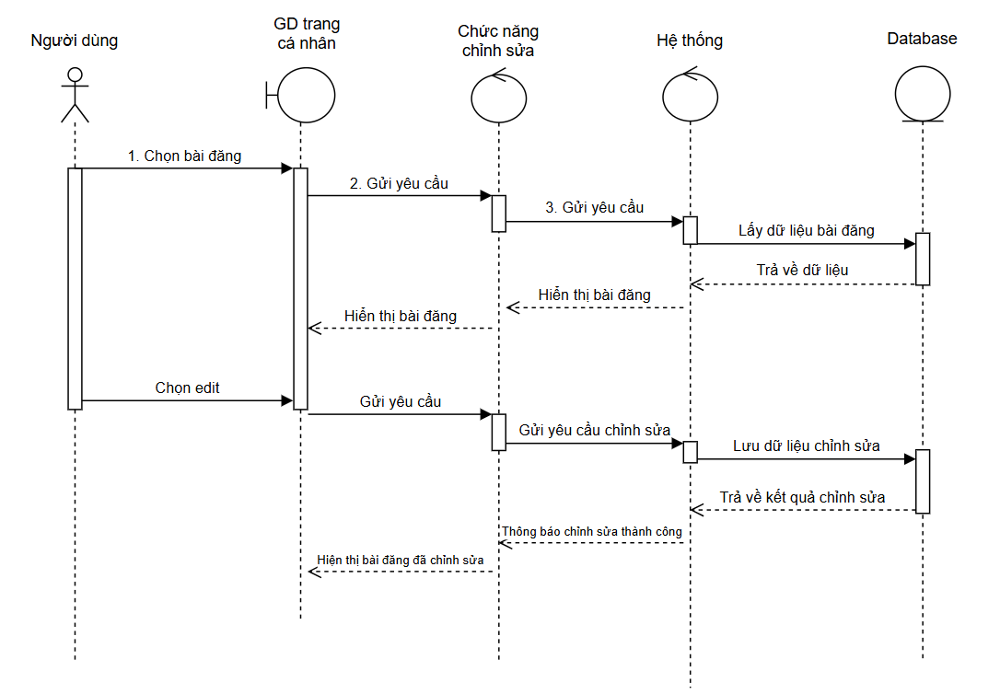 Người dùng
GD trang
cá nhân
Chức năng
chỉnh sửa
Hệ thống
Database
1. Chọn bài đăng
2. Gửi yêu cầu
3. Gửi yêu cầu
Lấy dữ liệu bài đăng
Trả về dữ liệu
Hiển thị bài đăng
Hiển thị bài đăng
Chọn edit
Gửi yêu cầu
Gửi yêu cầu chỉnh sửa
Lưu dữ liệu chỉnh sửa
Trả về kết quả chỉnh sửa
Thông báo chỉnh sửa thành công
Hiện thị bài đăng đã chỉnh sửa